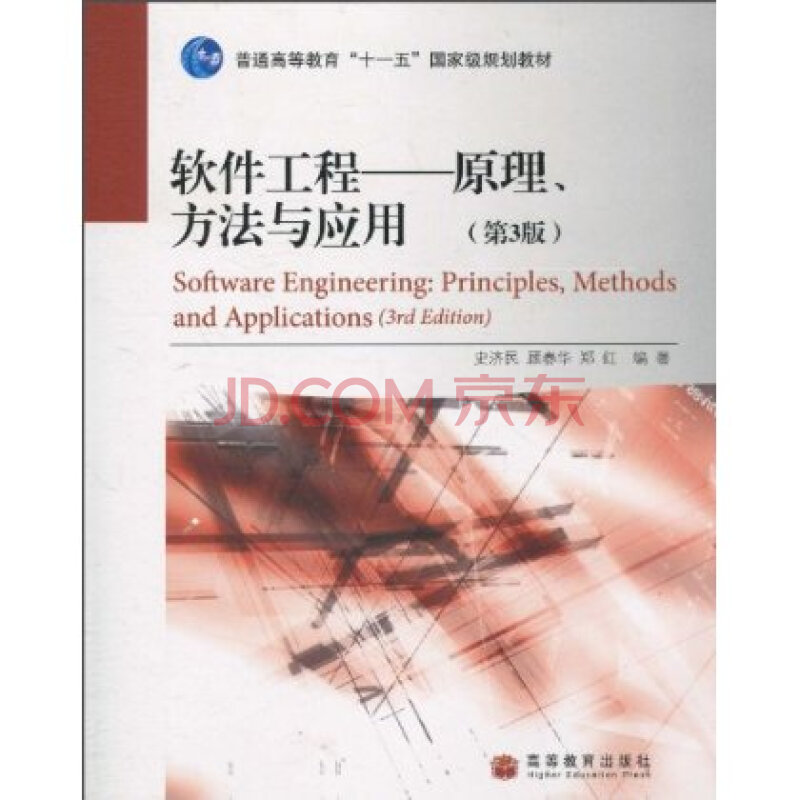 普通高等教育“十一五”国家级规划教材
软件工程——原理、
方法与应用 （第3版）
Software Engineering: Principles, Methods
and Applications (3rd Edition)
史济民 顾春华 郑 红 编 著
JD.COM 京东
高等教育出版社
Higher Education Press